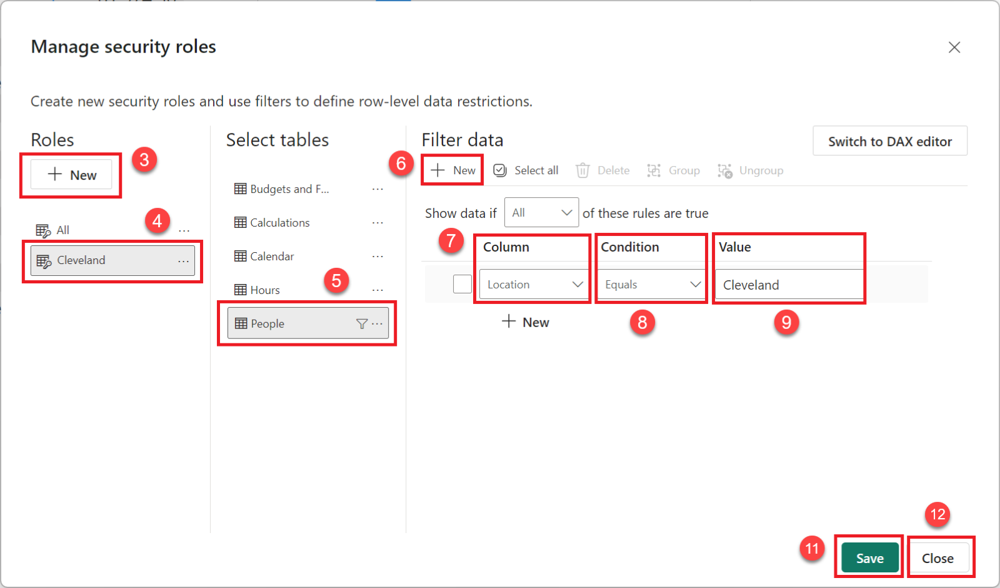 Manage security roles
Create new security roles and use filters to define row-level data restrictions.
Roles
3
New
4
All
Cleveland
Select tables
Budgets and F...
Calculations
Calendar
Hours
5
People
Filter data
Switch to DAX editor
6
New
Select all
Delete
Group
Ungroup
Show data if All of these rules are true
7
Column Condition Value
Location Equals Cleveland
New
8
9
12
11
Save
Close